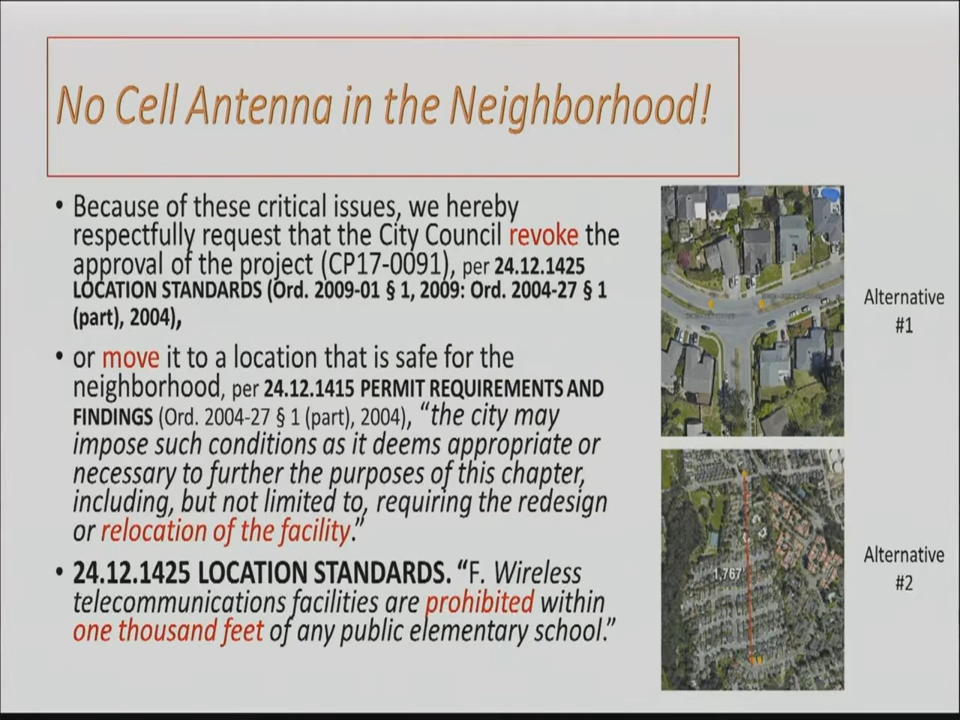 No Cell Antenna in the Neighborhood!
• Because of these critical issues, we hereby
respectfully request that the City Council revoke the
approval of the project (CP17-0091), per 24.12.1425
LOCATION STANDARDS (Ord. 2009-01 § 1, 2009: Ord. 2004-27 § 1
(part), 2004),
• or move it to a location that is safe for the
neighborhood, per 24.12.1415 PERMIT REQUIREMENTS AND
FINDINGS (Ord. 2004-27 § 1 (part), 2004), “the city may
impose such conditions as it deems appropriate or
necessary to further the purposes of this chapter,
including, but not limited to, requiring the redesign
or relocation of the facility.”
• 24.12.1425 LOCATION STANDARDS. “F. Wireless
telecommunications facilities are prohibited within
one thousand feet of any public elementary school.”
Alternative
#1
1,767'
Alternative
#2